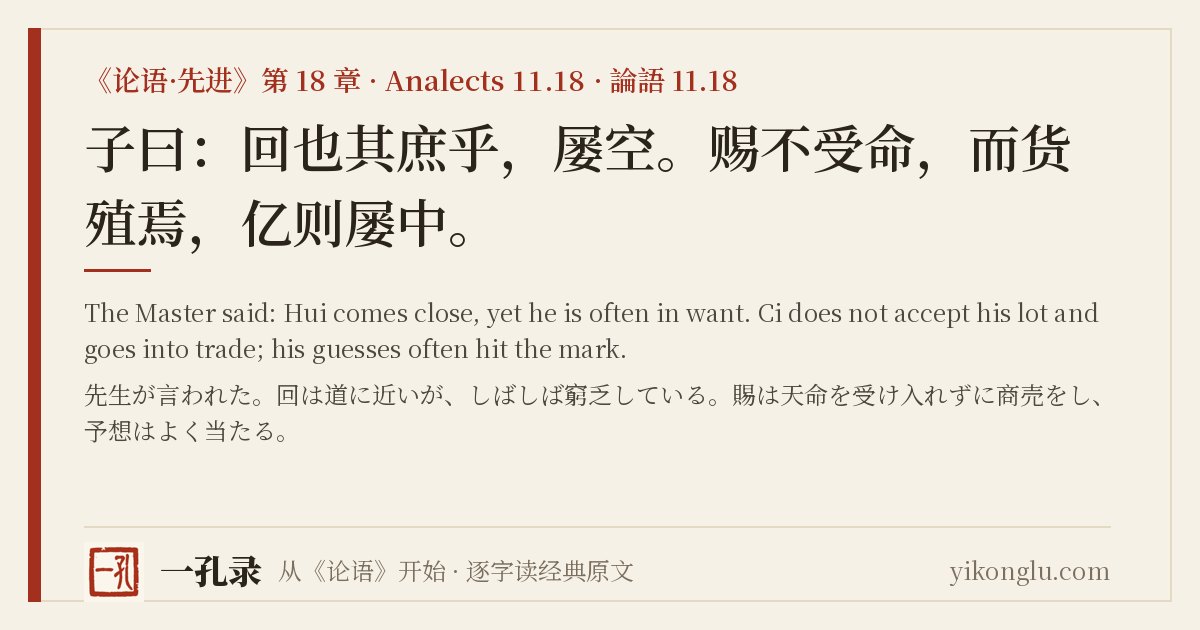 《论语·先进》第 18 章 · Analects 11.18 · 論語 11.18
子曰：回也其庶乎，屡空。赐不受命，而货
殖焉，亿则屡中。
The Master said: Hui comes close, yet he is often in want. Ci does not accept his lot and
goes into trade; his guesses often hit the mark.
先生が言われた。回は道に近いが、しばしば窮乏している。賜は天命を受け入れずに商売をし、
予想はよく当たる。
一孔
一孔录 从《论语》开始 · 逐字读经典原文 yikonglu.com